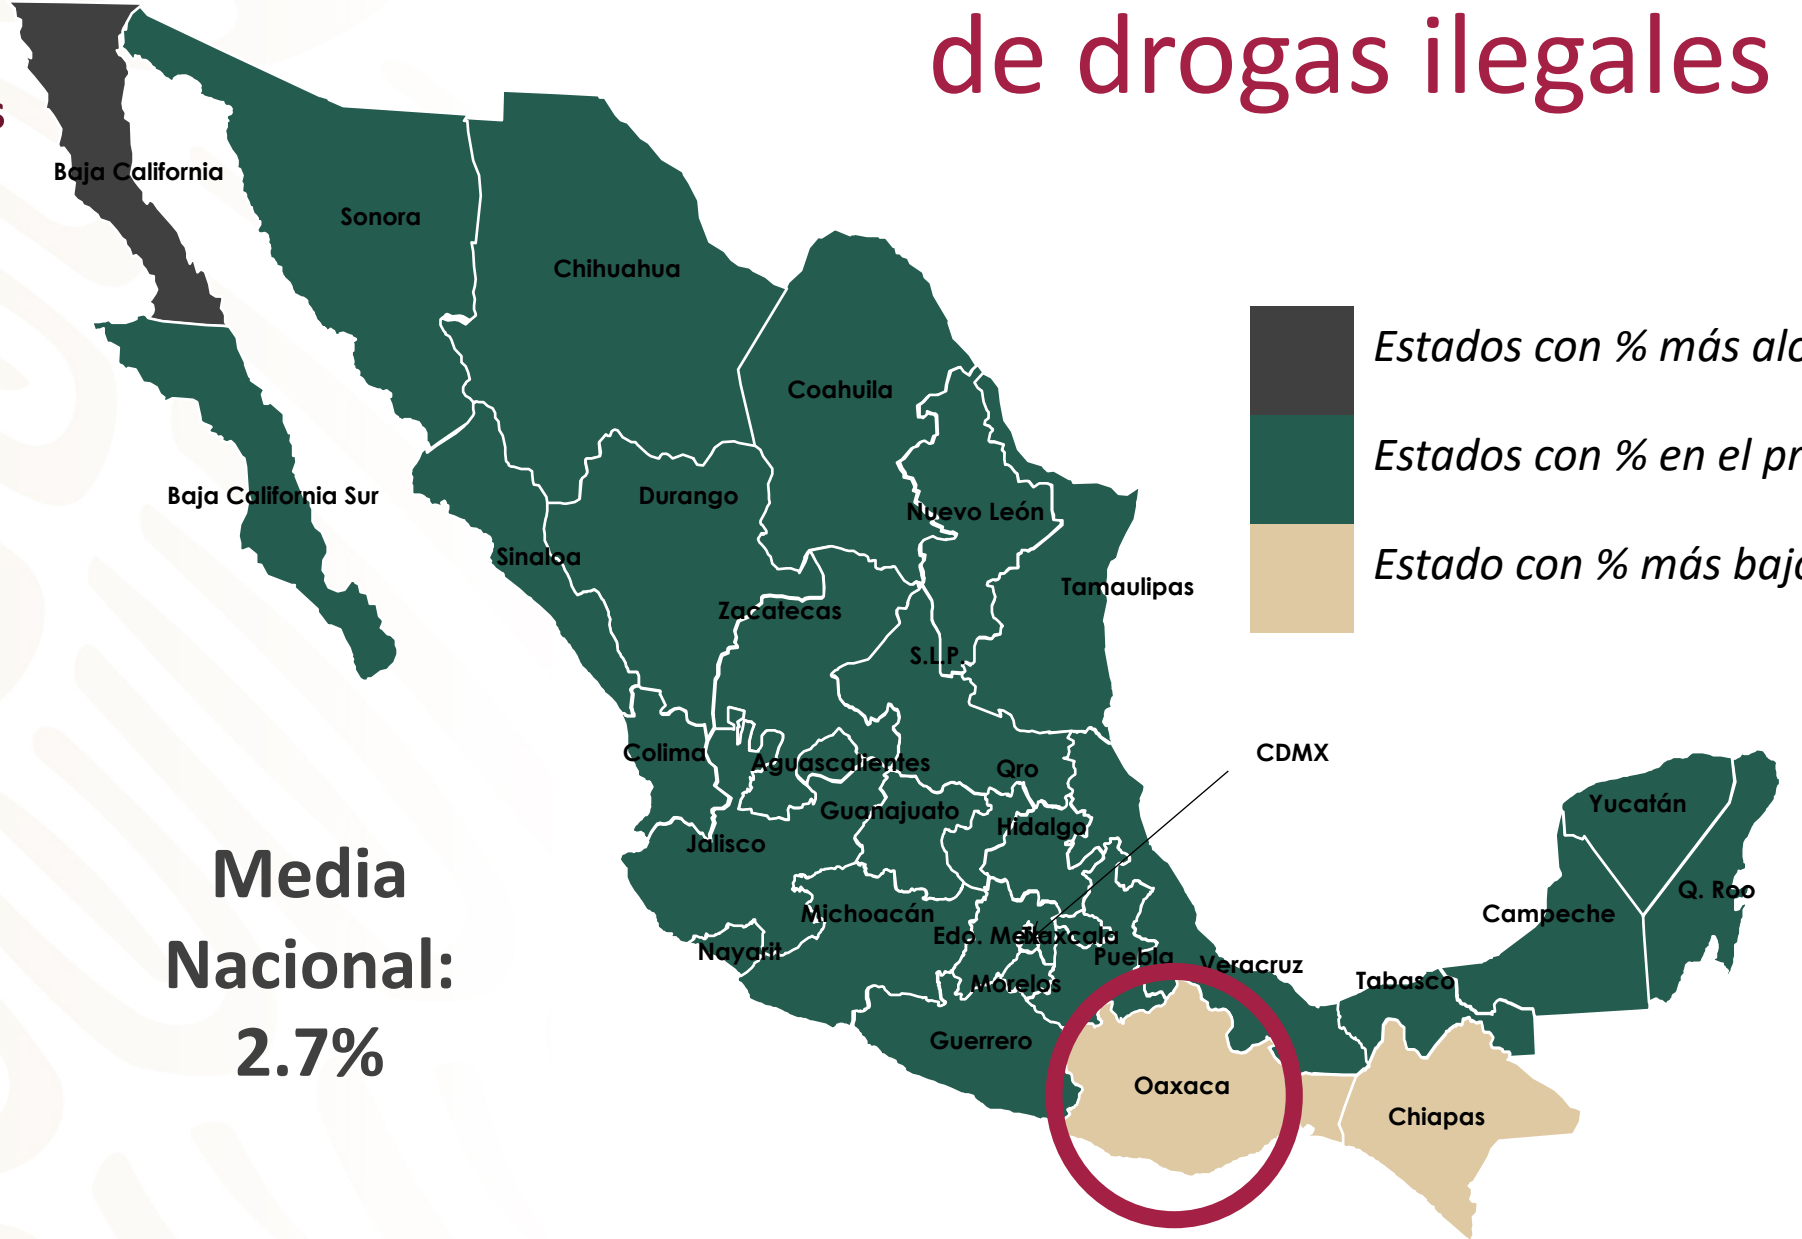 de drogas ilegales
s
Baja California
Sonora
Chihuahua
Estados con % más
Coahuila
Estados con % en el
Baja California Sur
Durango
Nuevo León
Sinaloa
Estado con % más
Tamaulipas
Zacatecas
S.L.P.
Colima
Aguascalientes
Qro
CDMX
Guanajuato
Yucatán
Hidalgo
Jalisco
Media
Nacional:
2.7%
Q. Roo
Michoacán
Campeche
Edo. Mex
Tlaxcala
Nayarit
Puebla
Veracruz
Morelos
Tabasco
Guerrero
Oaxaca
Chiapas